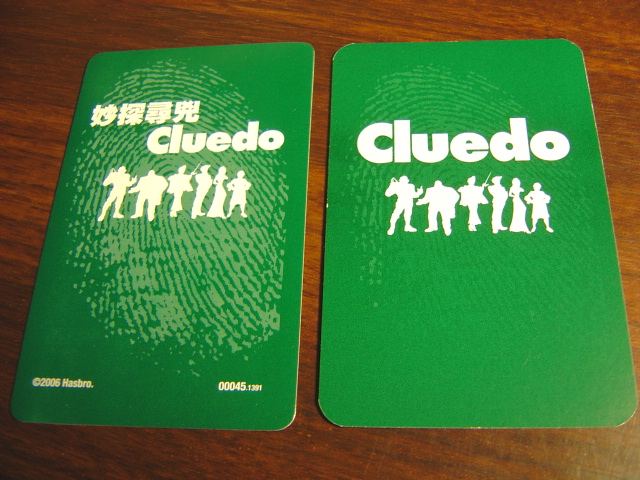 妙探尋兇
Cluedo
©2006 Hasbro.
00045.1391
Cluedo